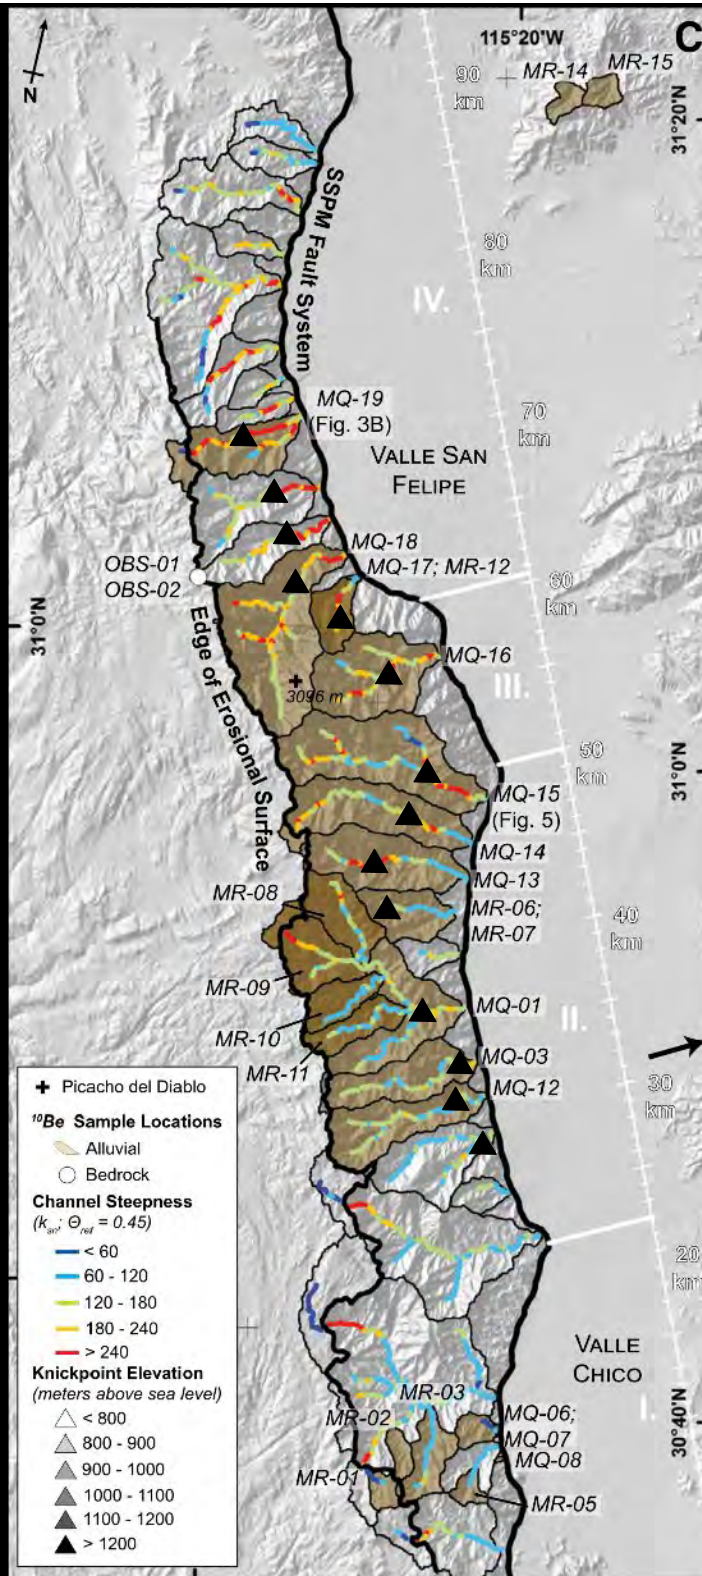 C
N
115°20'W
90
km
MR-14
MR-15
31°20'N
SSPM Fault System
80
km
IV.
70
km
MQ-19
(Fig. 3B)
VALLE SAN
FELIPE
MQ-18
MQ-17; MR-12
OBS-01
OBS-02
60
km
31°0'N
Edge of Erosional Surface
MQ-16
3096 m
III.
50
km
31°0'N
MQ-15
(Fig. 5)
MQ-14
MQ-13
MR-08
MR-06;
MR-07
40
km
MR-09
MQ-01
II.
MR-10
MR-11
MQ-03
MQ-12
30
km
20
km
VALLE
CHICO
I.
MR-03
MR-02
MQ-06;
MQ-07
MQ-08
MR-01
MR-05
30°40'N
Picacho del Diablo
10Be Sample Locations
Alluvial
Bedrock
Channel Steepness
(ksn; Θref = 0.45)
< 60
60 - 120
120 - 180
180 - 240
> 240
Knickpoint Elevation
(meters above sea level)
< 800
800 - 900
900 - 1000
1000 - 1100
1100 - 1200
> 1200